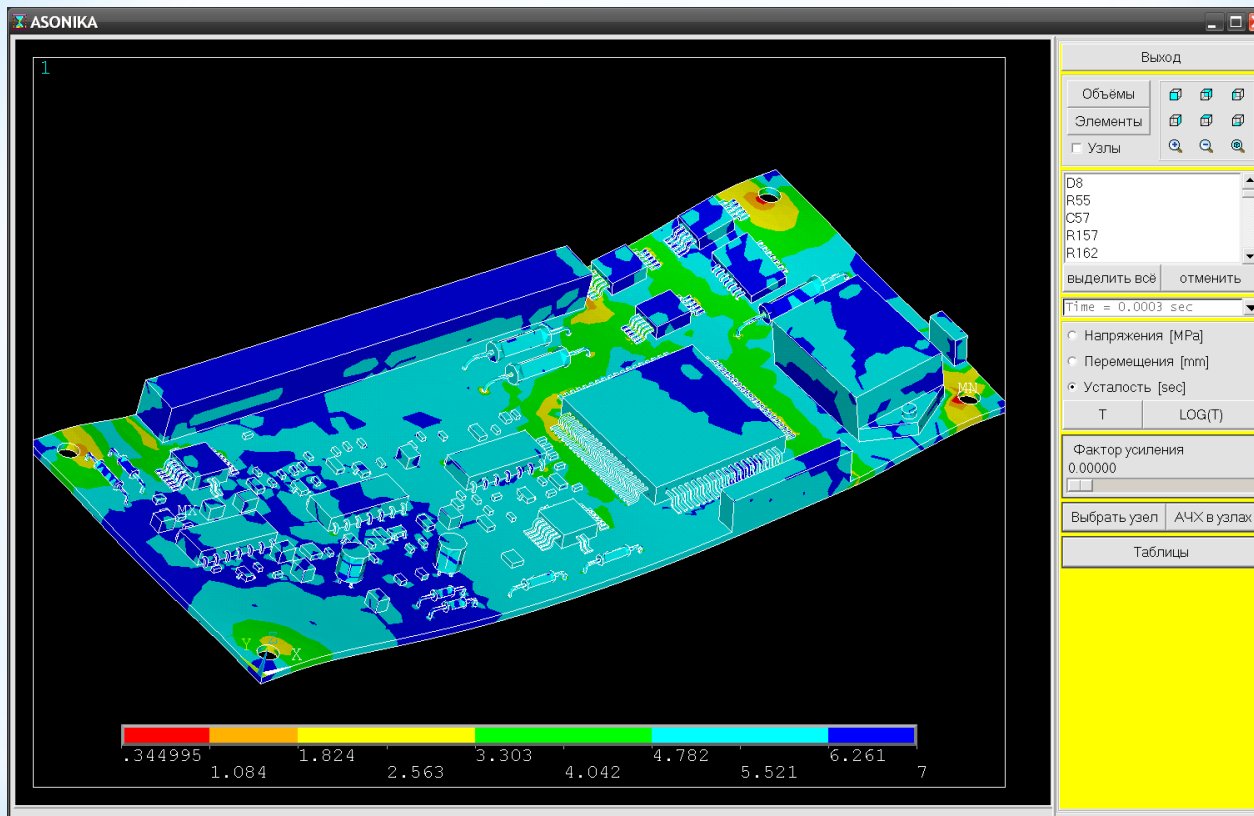 ASONIKA
1
Выход
Объёмы
Элементы
Узлы
D8
R55
C57
R157
R162
выделить всё отменить
Time = 0.0003 sec
Напряжения [MPa]
Перемещения [mm]
Усталость [sec]
T LOG(T)
Фактор усиления
0.00000
Выбрать узел АЧХ в узлах
Таблицы
MN
MX
Y Z X
.344995 1.824 3.303 4.782 6.261
1.084 2.563 4.042 5.521 7